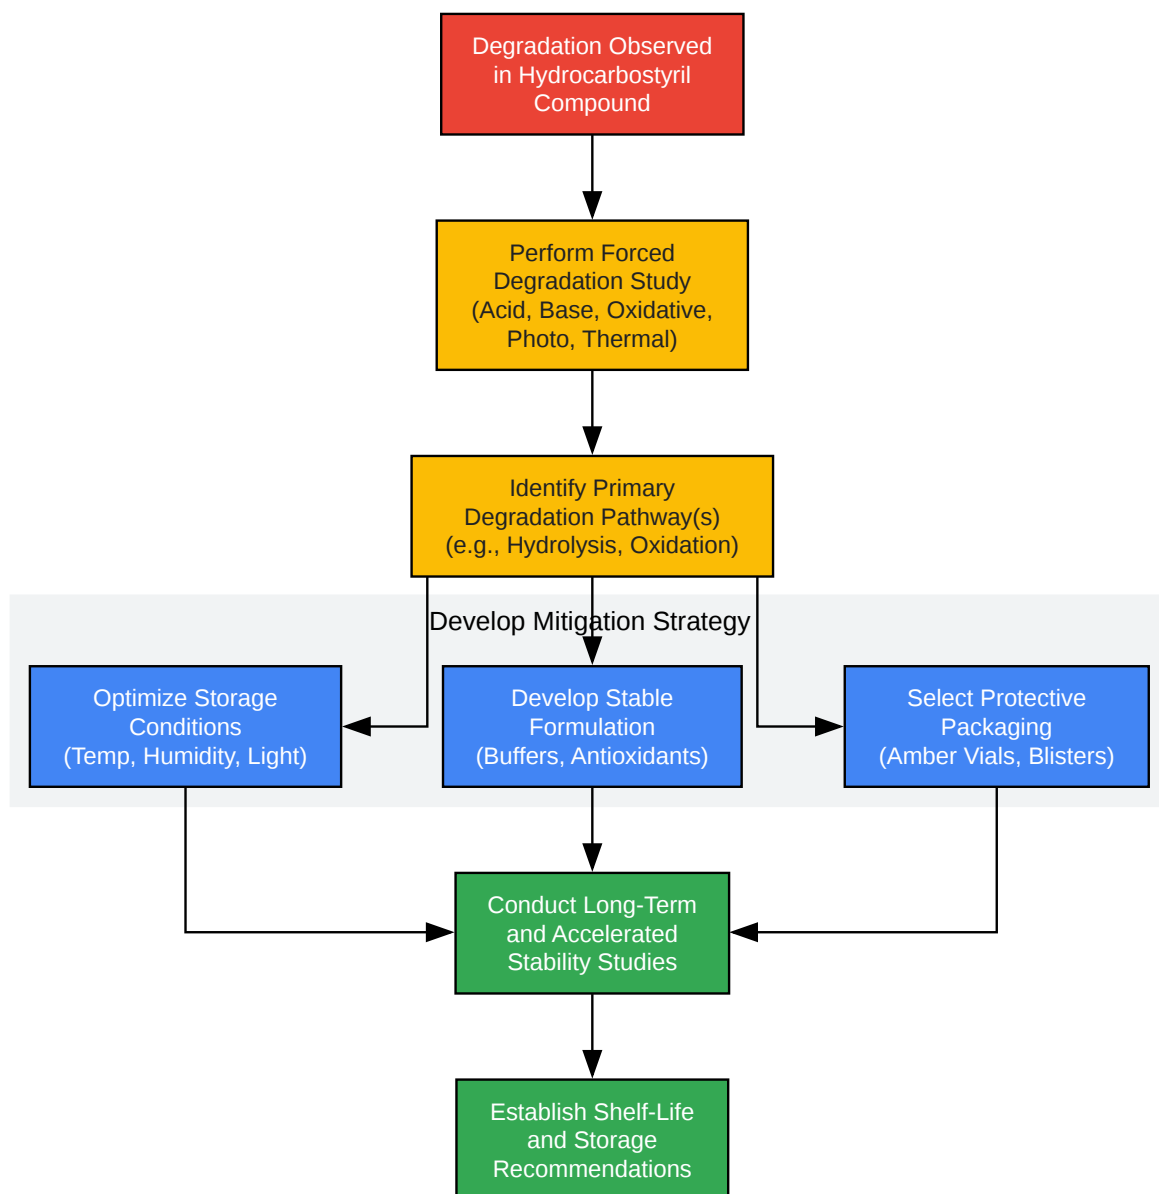 Degradation Observed
in Hydrocarbostyril
Compound
Perform Forced
Degradation Study
(Acid, Base, Oxidative,
Photo, Thermal)
Identify Primary
Degradation Pathway(s)
(e.g., Hydrolysis, Oxidation)
Develop Mitigation Strategy
Optimize Storage
Conditions
(Temp, Humidity, Light)
Develop Stable
Formulation
(Buffers, Antioxidants)
Select Protective
Packaging
(Amber Vials, Blisters)
Conduct Long-Term
and Accelerated
Stability Studies
Establish Shelf-Life
and Storage
Recommendations